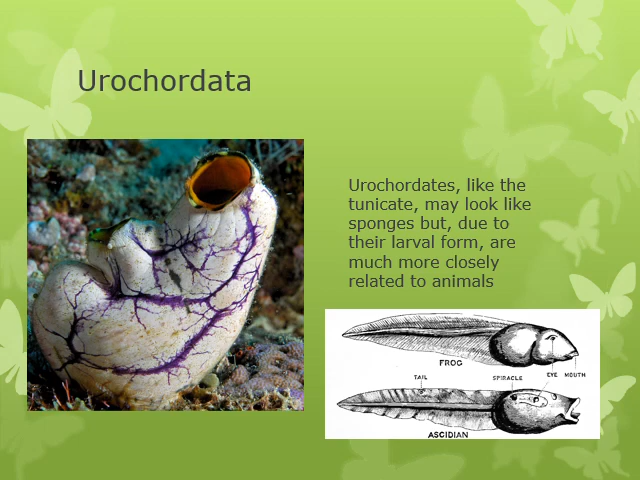 Urochordata
Urochordates, like the
tunicate, may look like
sponges but, due to
their larval form, are
much more closely
related to animals
FROG
TAIL SPIRACLE EYE MOUTH
ASCIDIAN